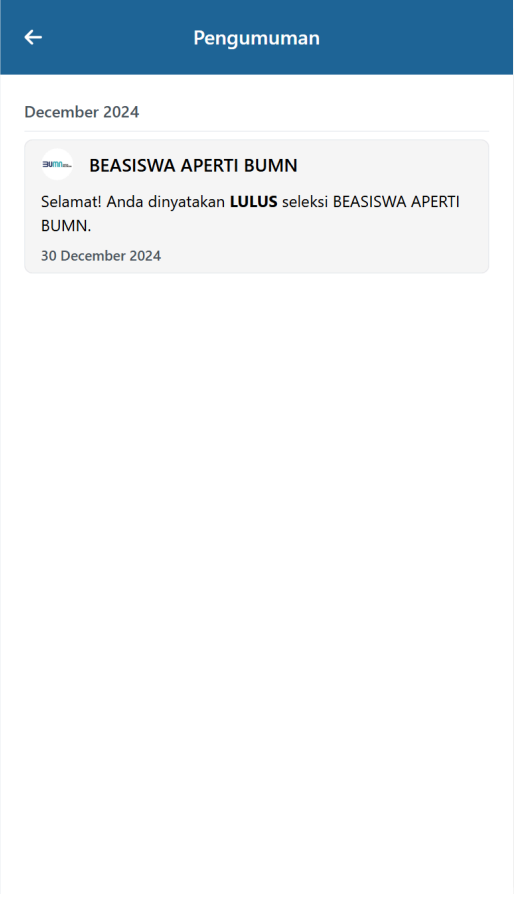 Pengumuman
December 2024
BUMN
BEASISWA APERTI BUMN
Selamat! Anda dinyatakan LULUS seleksi BEASISWA APERTI
BUMN.
30 December 2024